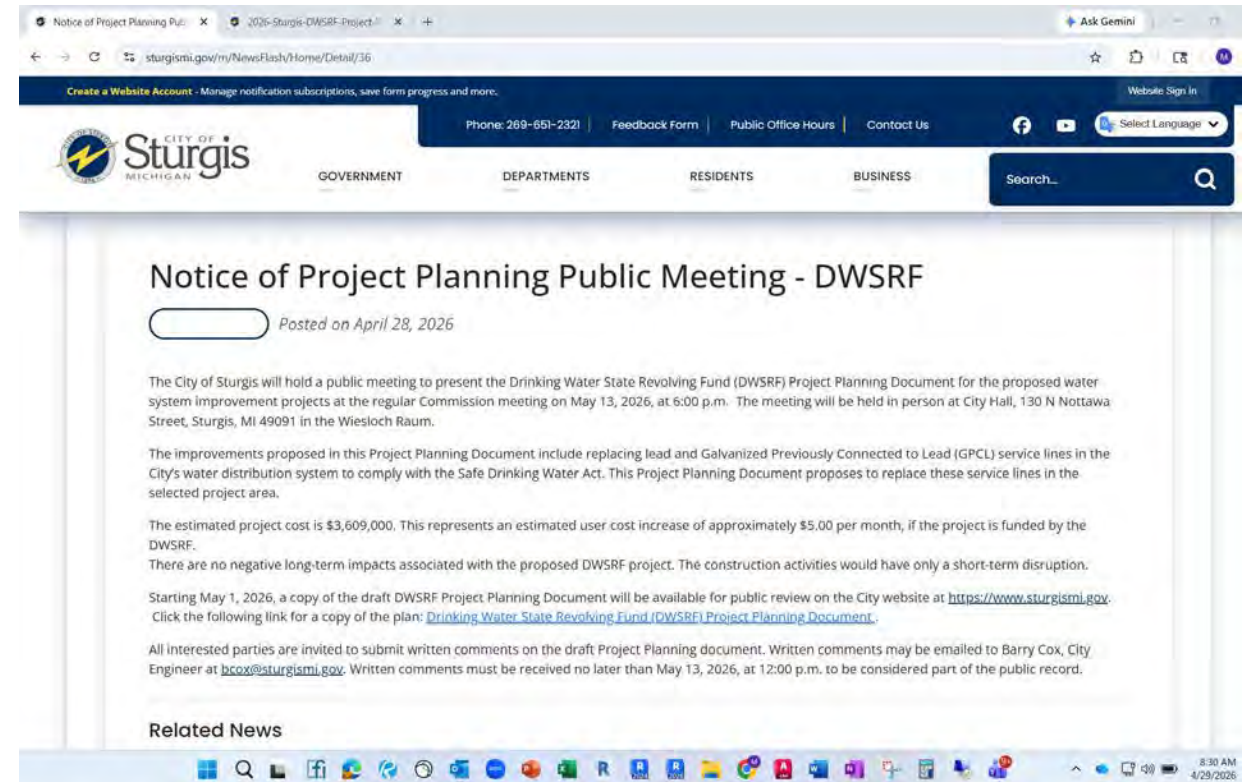 Notice of Project Planning Pu
2026-Sturgis-DWSRF-Project
Ask Gemini
sturgismi.gov/m/NewsFlash/Home/Detail/36
M
Create a Website Account - Manage notification subscriptions, save form progress and more.
Website Sign In
CITY OF
Sturgis
MICHIGAN
Phone: 269-651-2321 | Feedback Form | Public Office Hours | Contact Us
Select Language
GOVERNMENT DEPARTMENTS RESIDENTS BUSINESS
Search...
Notice of Project Planning Public Meeting - DWSRF
Posted on April 28, 2026
The City of Sturgis will hold a public meeting to present the Drinking Water State Revolving Fund (DWSRF) Project Planning Document for the proposed water
system improvement projects at the regular Commission meeting on May 13, 2026, at 6:00 p.m. The meeting will be held in person at City Hall, 130 N Nottawa
Street, Sturgis, MI 49091 in the Wiesloch Raum.
The improvements proposed in this Project Planning Document include replacing lead and Galvanized Previously Connected to Lead (GPCL) service lines in the
City's water distribution system to comply with the Safe Drinking Water Act. This Project Planning Document proposes to replace these service lines in the
selected project area.
The estimated project cost is $3,609,000. This represents an estimated user cost increase of approximately $5.00 per month, if the project is funded by the
DWSRF.
There are no negative long-term impacts associated with the proposed DWSRF project. The construction activities would have only a short-term disruption.
Starting May 1, 2026, a copy of the draft DWSRF Project Planning Document will be available for public review on the City website at https://www.sturgismi.gov.
Click the following link for a copy of the plan: Drinking Water State Revolving Fund (DWSRF) Project Planning Document .
All interested parties are invited to submit written comments on the draft Project Planning document. Written comments may be emailed to Barry Cox, City
Engineer at bcox@sturgismi.gov. Written comments must be received no later than May 13, 2026, at 12:00 p.m. to be considered part of the public record.
Related News
8:30 AM
4/29/2026